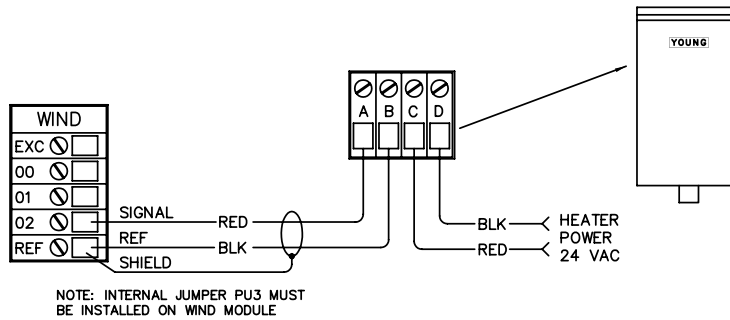 YOUNG
A B C D
WIND
EXC
00
01
02
REF
SIGNAL
RED
REF
BLK
SHIELD
BLK
RED
HEATER
POWER
24 VAC
NOTE: INTERNAL JUMPER PU3 MUST
BE INSTALLED ON WIND MODULE